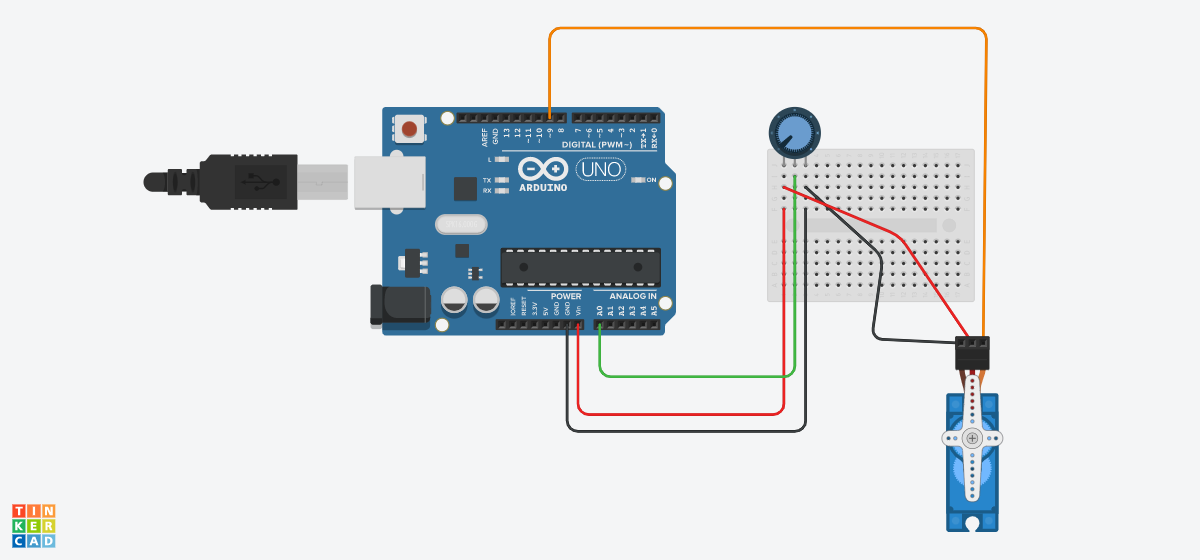 AREF
GND
13
12
~11
~10
~9
8
7
~6
~5
4
~3
2
TX→1
RX←0
DIGITAL (PWM~)
L
UNO
TX
RX
ON
ARDUINO
POWER
ANALOG IN
IOREF
RESET
3.3V
5V
GND
GND
Vin
A0
A1
A2
A3
A4
A5
TIN
KER
CAD